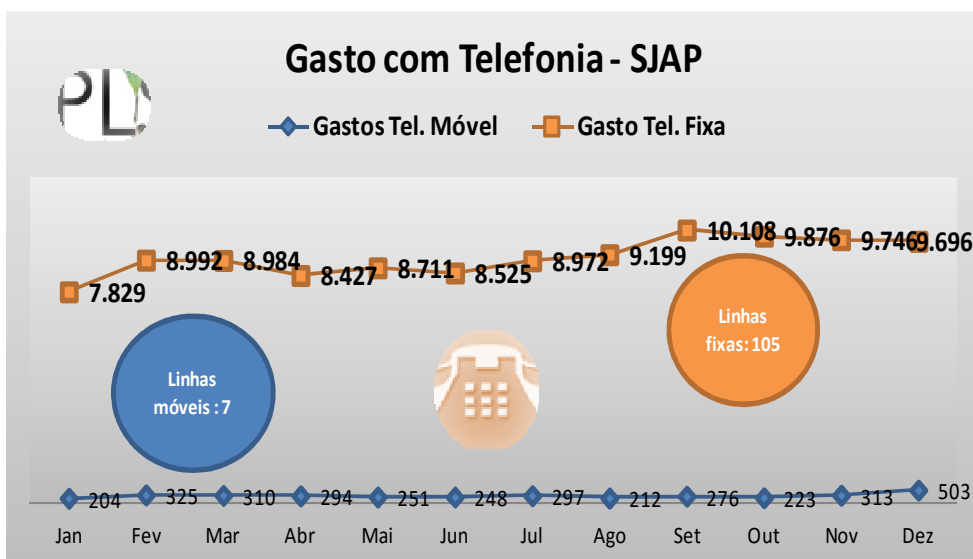 Gasto com Telefonia - SJAP
PLS
Gastos Tel. Móvel
Gasto Tel. Fixa
7.829
8.992
8.984
8.427
8.711
8.525
8.972
9.199
10.108
9.876
9.746
9.696
Linhas
móveis : 7
Linhas
fixas: 105
204
325
310
294
251
248
297
212
276
223
313
503
Jan Fev Mar Abr Mai Jun Jul Ago Set Out Nov Dez